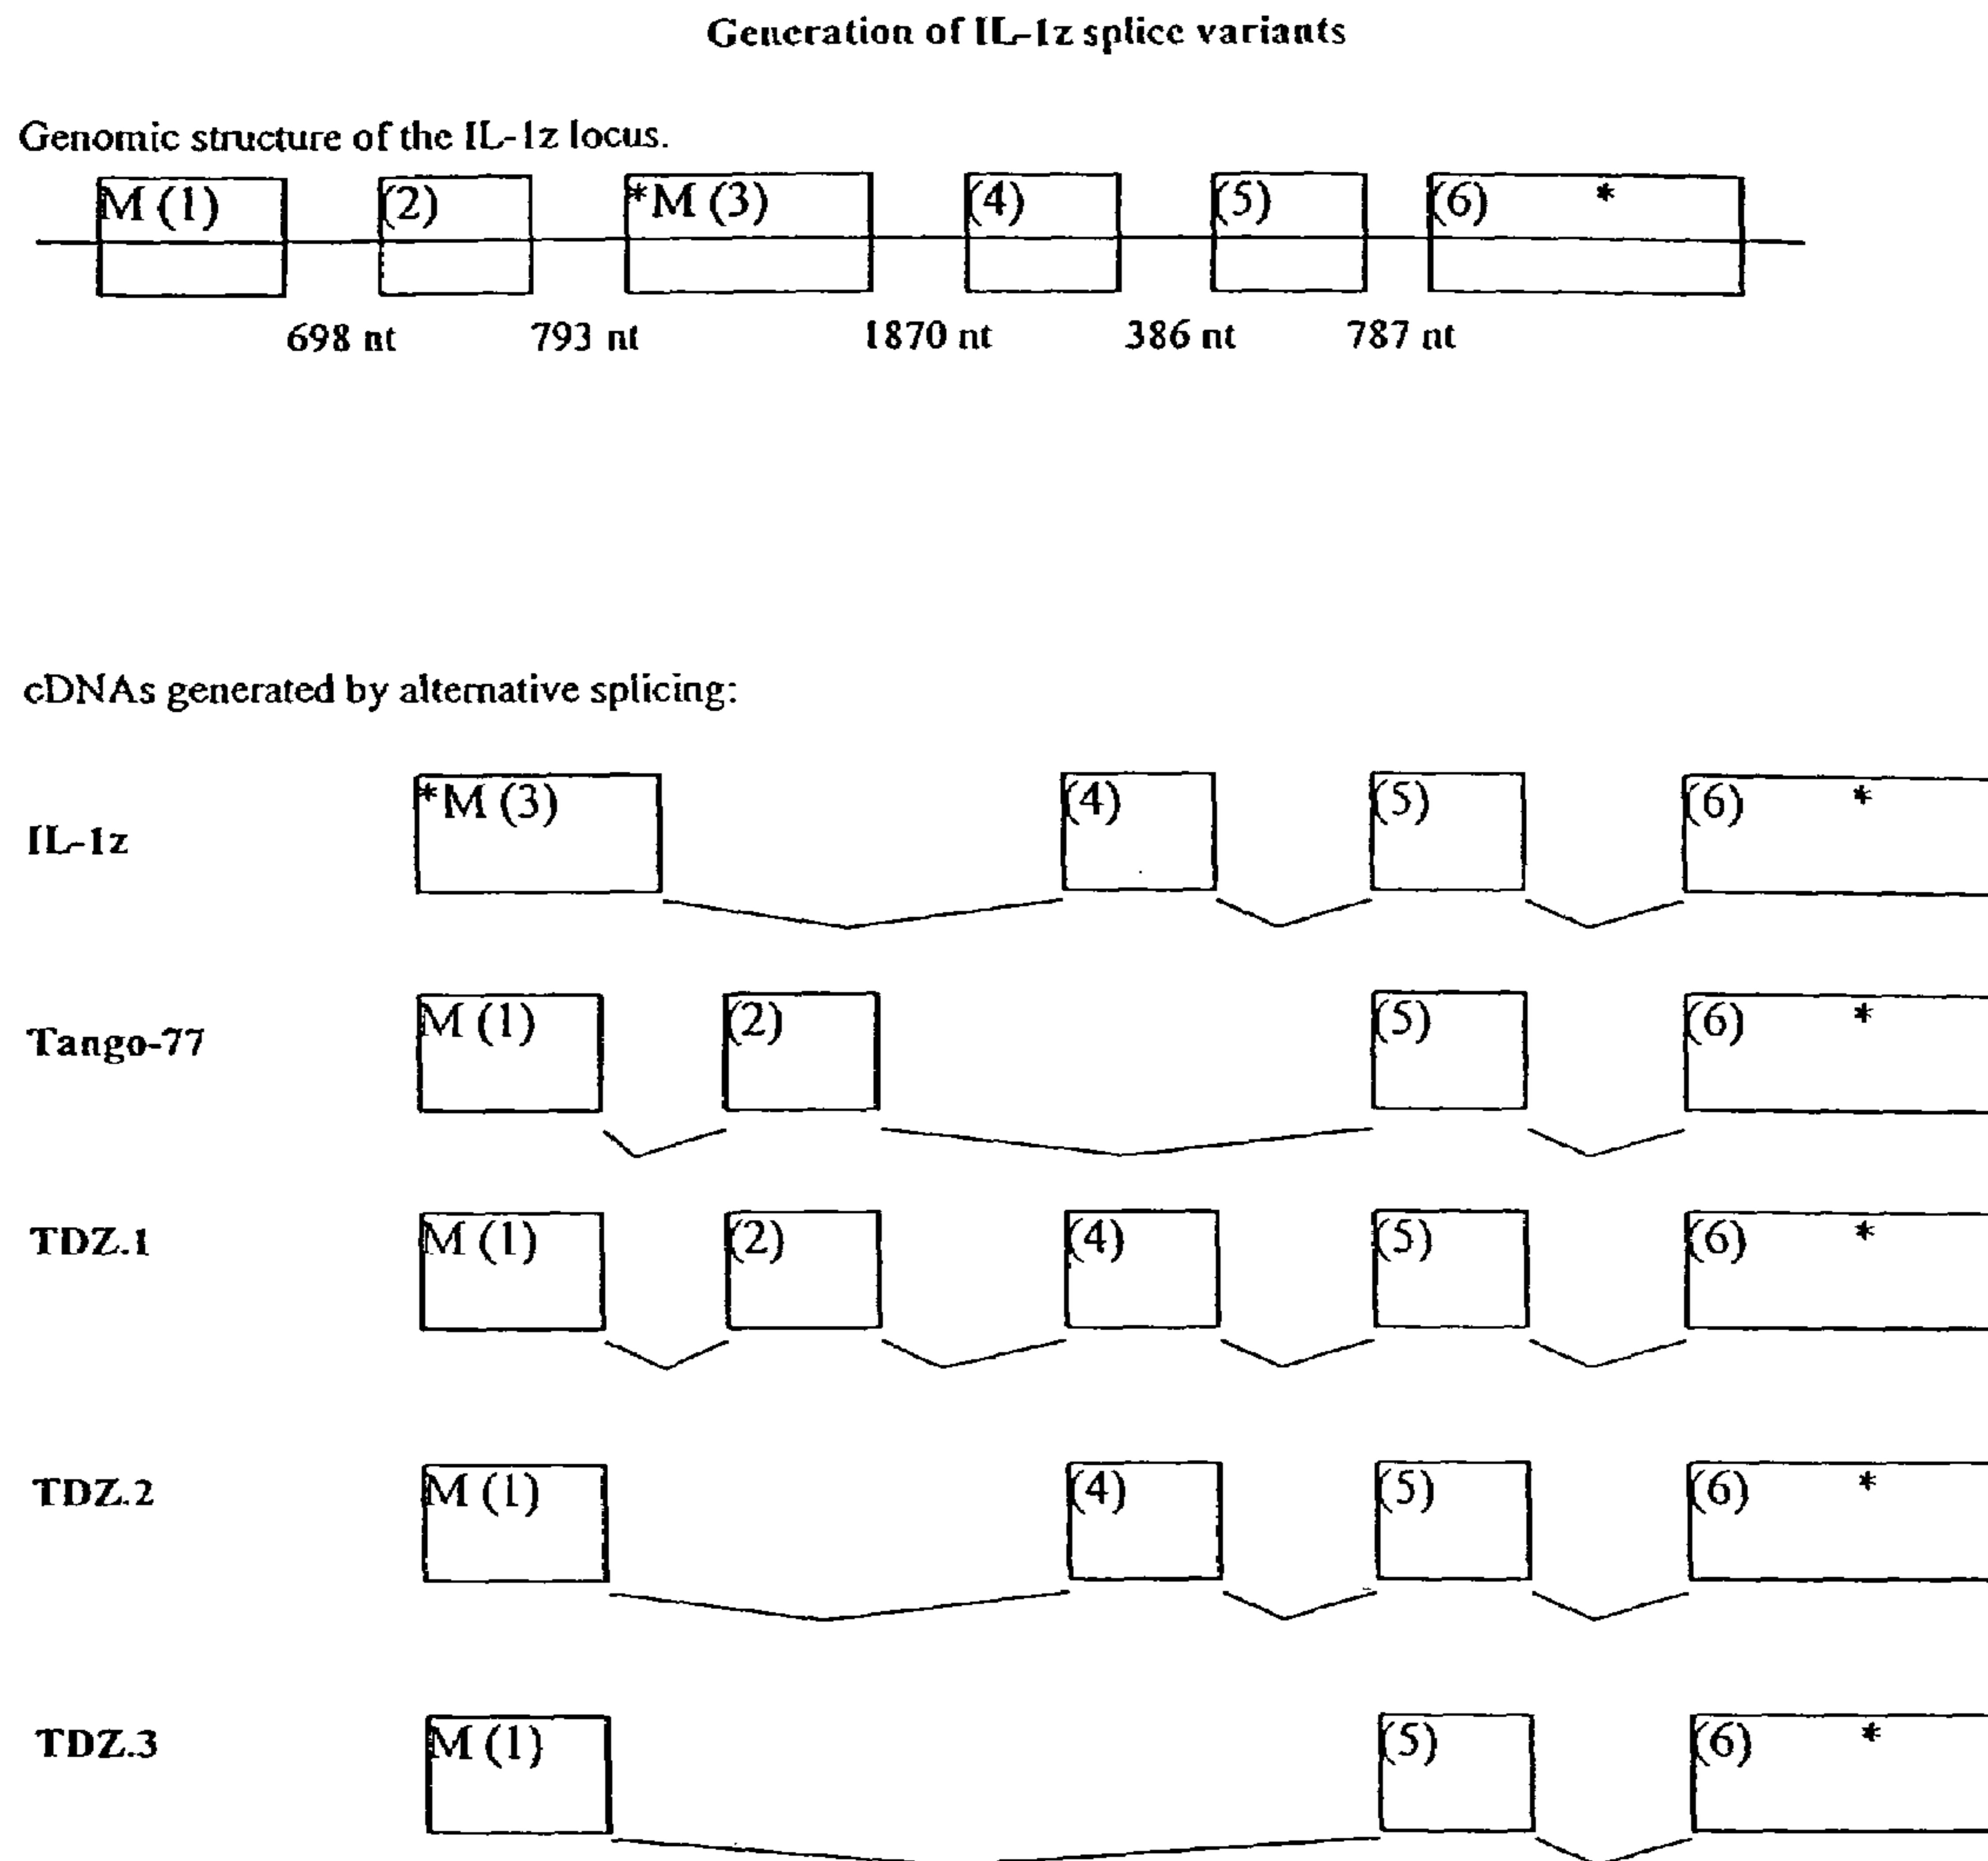 Generation of IL-1z splice variants
Genomic structure of the IL-1z locus.
M (1) (2) *M (3) (4) (5) (6) *
698 nt 793 nt 1870 nt 386 nt 787 nt
cDNAs generated by alternative splicing:
IL-1z *M (3) (4) (5) (6) *
Tango-77 M (1) (2) (5) (6) *
TDZ.1 M (1) (2) (4) (5) (6) *
TDZ.2 M (1) (4) (5) (6) *
TDZ.3 M (1) (5) (6) *